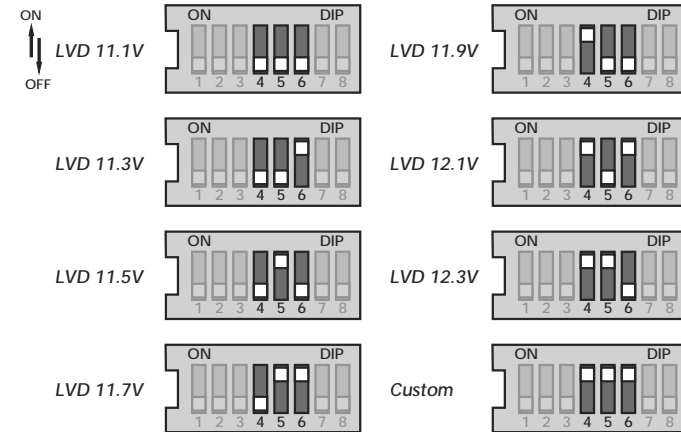 ON
OFF
LVD 11.1V
ON DIP
1 2 3 4 5 6 7 8
LVD 11.9V
ON DIP
1 2 3 4 5 6 7 8
LVD 11.3V
ON DIP
1 2 3 4 5 6 7 8
LVD 12.1V
ON DIP
1 2 3 4 5 6 7 8
LVD 11.5V
ON DIP
1 2 3 4 5 6 7 8
LVD 12.3V
ON DIP
1 2 3 4 5 6 7 8
LVD 11.7V
ON DIP
1 2 3 4 5 6 7 8
Custom
ON DIP
1 2 3 4 5 6 7 8